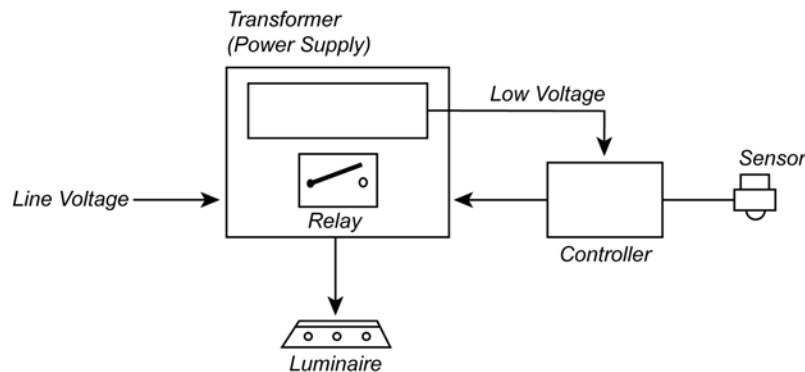 Transformer
(Power Supply)
Low Voltage
Sensor
Line Voltage
Relay
Controller
Luminaire